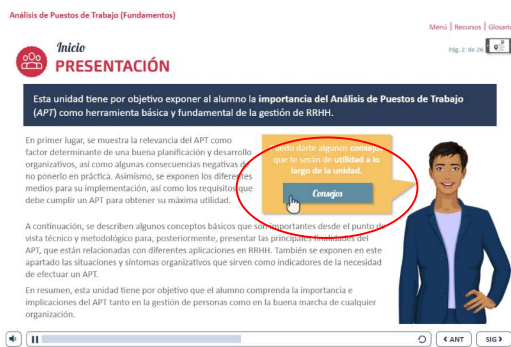 Análisis de Puestos de Trabajo (Fundamentos)
Menú | Recursos | Glosario
Pág. 2 de 26
Inicio
PRESENTACIÓN
Esta unidad tiene por objetivo exponer al alumno la importancia del Análisis de Puestos de Trabajo
(APT) como herramienta básica y fundamental de la gestión de RRHH.
En primer lugar, se muestra la relevancia del APT como
factor determinante de una buena planificación y desarrollo
organizativos, así como algunas consecuencias negativas de
no ponerlo en práctica. Asimismo, se exponen los diferentes
medios para su implementación, así como los requisitos que
debe cumplir un APT para obtener su máxima utilidad.
darte algunos consejos
que te serán de utilidad a lo
largo de la unidad.
Consejos
A continuación, se describen algunos conceptos básicos que son importantes desde el punto de
vista técnico y metodológico para, posteriormente, presentar las principales finalidades del
APT, que están relacionadas con diferentes aplicaciones en RRHH. También se exponen en este
apartado las situaciones y síntomas organizativos que sirven como indicadores de la necesidad
de efectuar un APT.
En resumen, esta unidad tiene por objetivo que el alumno comprenda la importancia e
implicaciones del APT tanto en la gestión de personas como en la buena marcha de cualquier
organización.
ANT
SIG